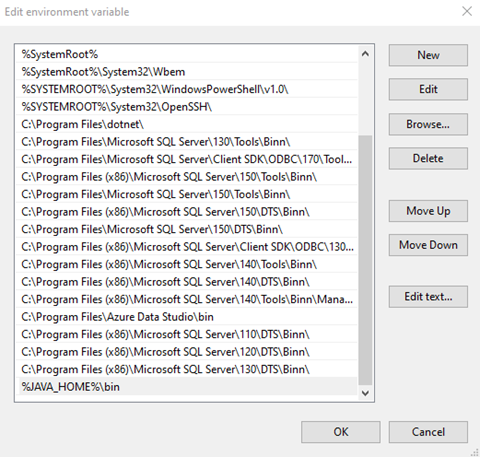 Edit environment variable
%SystemRoot%
%SystemRoot%\System32\Wbem
%SYSTEMROOT%\System32\WindowsPowerShell\v1.0\
%SYSTEMROOT%\System32\OpenSSH\
C:\Program Files\dotnet\
C:\Program Files\Microsoft SQL Server\130\Tools\Binn\
C:\Program Files\Microsoft SQL Server\Client SDK\ODBC\170\Tool...
C:\Program Files (x86)\Microsoft SQL Server\150\Tools\Binn\
C:\Program Files\Microsoft SQL Server\150\Tools\Binn\
C:\Program Files (x86)\Microsoft SQL Server\150\DTS\Binn\
C:\Program Files\Microsoft SQL Server\150\DTS\Binn\
C:\Program Files (x86)\Microsoft SQL Server\Client SDK\ODBC\130...
C:\Program Files (x86)\Microsoft SQL Server\140\Tools\Binn\
C:\Program Files (x86)\Microsoft SQL Server\140\DTS\Binn\
C:\Program Files (x86)\Microsoft SQL Server\140\Tools\Binn\Mana...
C:\Program Files\Azure Data Studio\bin
C:\Program Files (x86)\Microsoft SQL Server\110\DTS\Binn\
C:\Program Files (x86)\Microsoft SQL Server\120\DTS\Binn\
C:\Program Files (x86)\Microsoft SQL Server\130\DTS\Binn\
%JAVA_HOME%\bin
New
Edit
Browse...
Delete
Move Up
Move Down
Edit text...
OK
Cancel